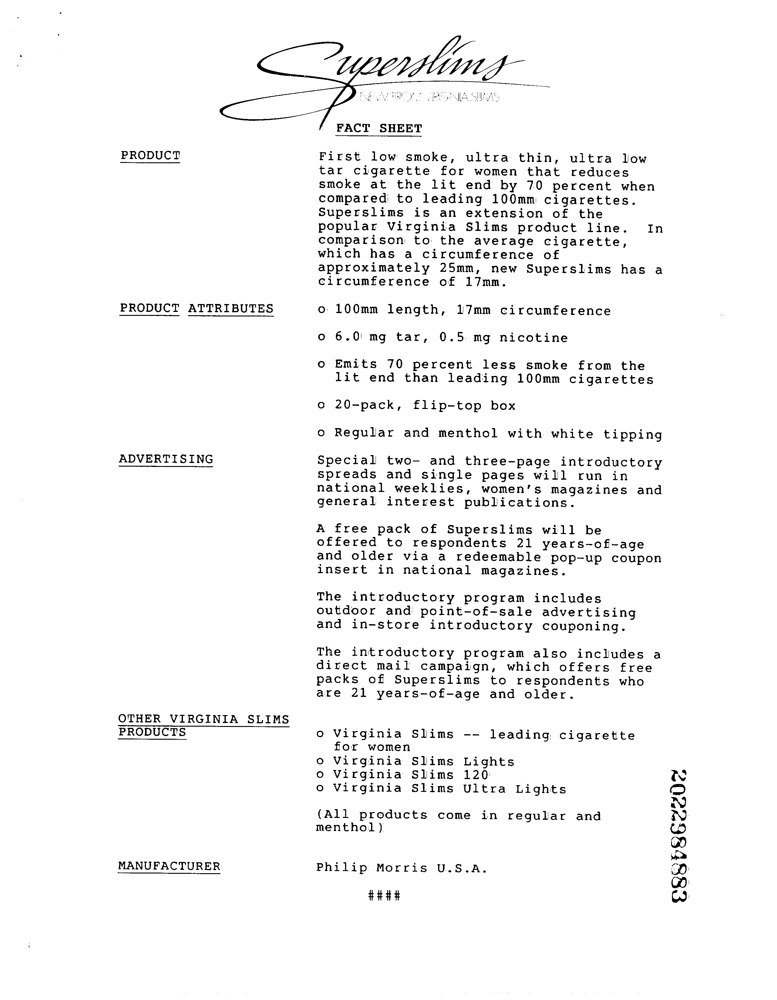 Superslims
NEW FROM VIRGINIA SLIMS
FACT SHEET
PRODUCT
First low smoke, ultra thin, ultra low
tar cigarette for women that reduces
smoke at the lit end by 70 percent when
compared to leading 100mm cigarettes.
Superslims is an extension of the
popular Virginia Slims product line. In
comparison to the average cigarette,
which has a circumference of
approximately 25mm, new Superslims has a
circumference of 17mm.
PRODUCT ATTRIBUTES
o 100mm length, 17mm circumference
o 6.0 mg tar, 0.5 mg nicotine
o Emits 70 percent less smoke from the
lit end than leading 100mm cigarettes
o 20-pack, flip-top box
o Regular and menthol with white tipping
ADVERTISING
Special two- and three-page introductory
spreads and single pages will run in
national weeklies, women's magazines and
general interest publications.
A free pack of Superslims will be
offered to respondents 21 years-of-age
and older via a redeemable pop-up coupon
insert in national magazines.
The introductory program includes
outdoor and point-of-sale advertising
and in-store introductory couponing.
The introductory program also includes a
direct mail campaign, which offers free
packs of Superslims to respondents who
are 21 years-of-age and older.
OTHER VIRGINIA SLIMS
PRODUCTS
o Virginia Slims -- leading cigarette
for women
o Virginia Slims Lights
o Virginia Slims 120
o Virginia Slims Ultra Lights
(All products come in regular and
menthol)
MANUFACTURER
Philip Morris U.S.A.
####
2022984883